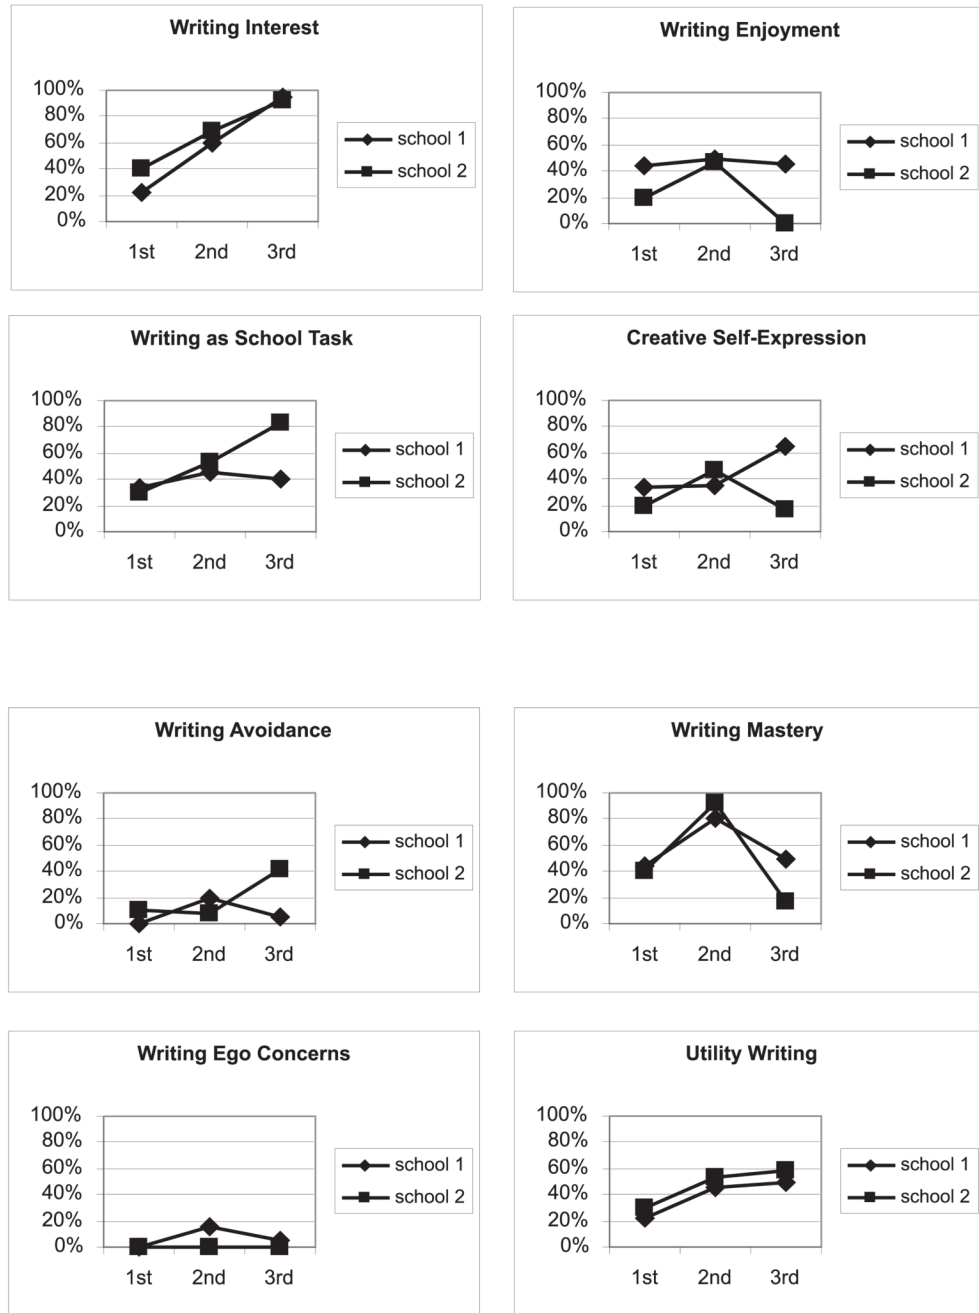 Writing Interest
100%
80%
60%
40%
20%
0%
1st 2nd 3rd
school 1
school 2
Writing Enjoyment
100%
80%
60%
40%
20%
0%
1st 2nd 3rd
school 1
school 2
Writing as School Task
100%
80%
60%
40%
20%
0%
1st 2nd 3rd
school 1
school 2
Creative Self-Expression
100%
80%
60%
40%
20%
0%
1st 2nd 3rd
school 1
school 2
Writing Avoidance
100%
80%
60%
40%
20%
0%
1st 2nd 3rd
school 1
school 2
Writing Mastery
100%
80%
60%
40%
20%
0%
1st 2nd 3rd
school 1
school 2
Writing Ego Concerns
100%
80%
60%
40%
20%
0%
1st 2nd 3rd
school 1
school 2
Utility Writing
100%
80%
60%
40%
20%
0%
1st 2nd 3rd
school 1
school 2